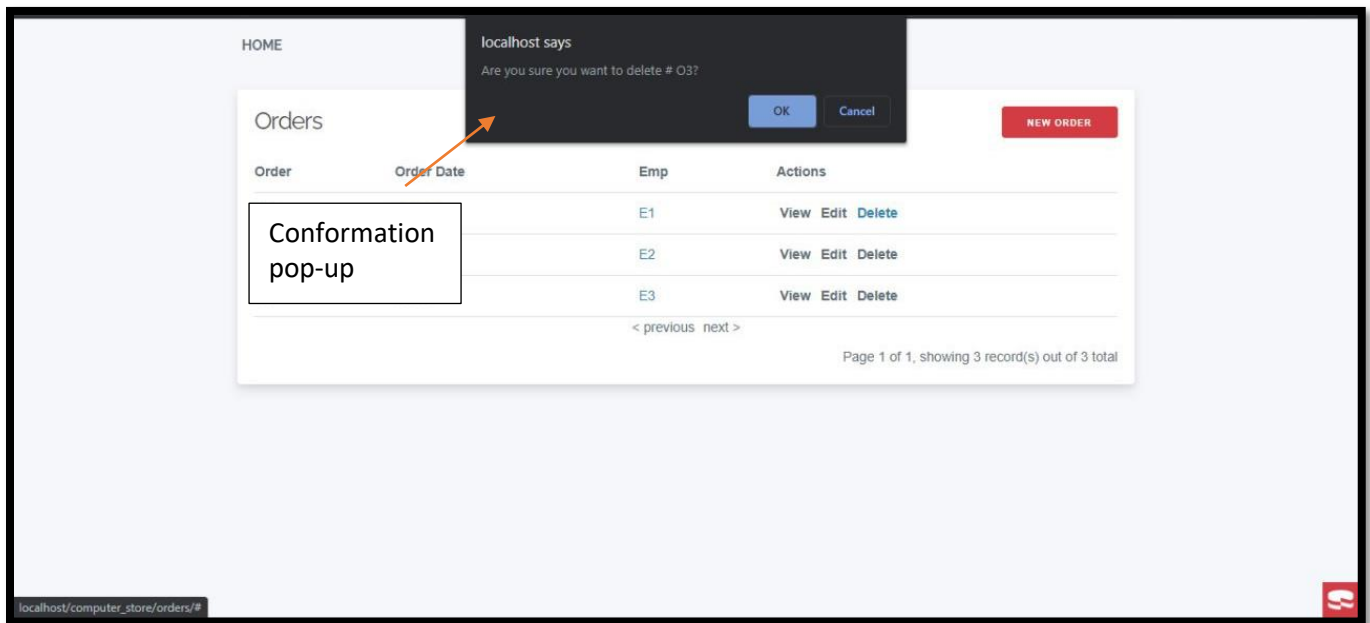 HOME
localhost says
Are you sure you want to delete # O3?
OK Cancel
Orders
NEW ORDER
Order Order Date Emp Actions
Conformation
pop-up
E1 View Edit Delete
E2 View Edit Delete
E3 View Edit Delete
< previous next >
Page 1 of 1, showing 3 record(s) out of 3 total
localhost/computer_store/orders/#